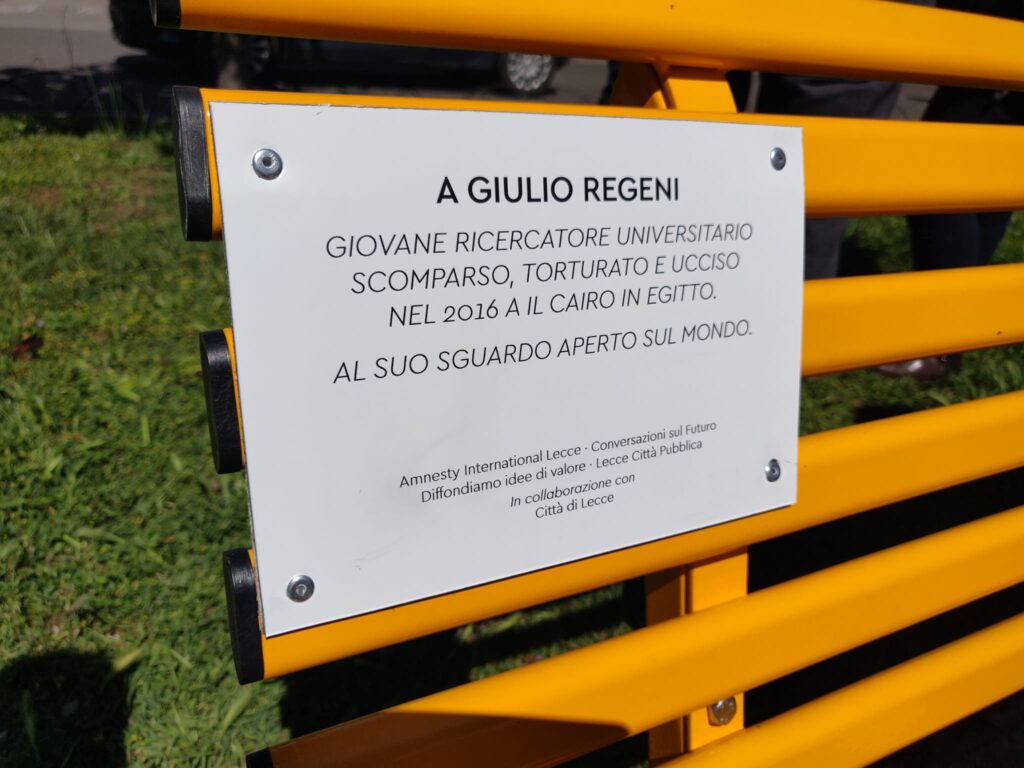 A GIULIO REGENI
GIOVANE RICERCATORE UNIVERSITARIO
SCOMPARSO, TORTURATO E UCCISO
NEL 2016 A IL CAIRO IN EGITTO.
AL SUO SGUARDO APERTO SUL MONDO.
Amnesty International Lecce · Conversazioni sul Futuro
Diffondiamo idee di valore · Lecce Città Pubblica
In collaborazione con
Città di Lecce